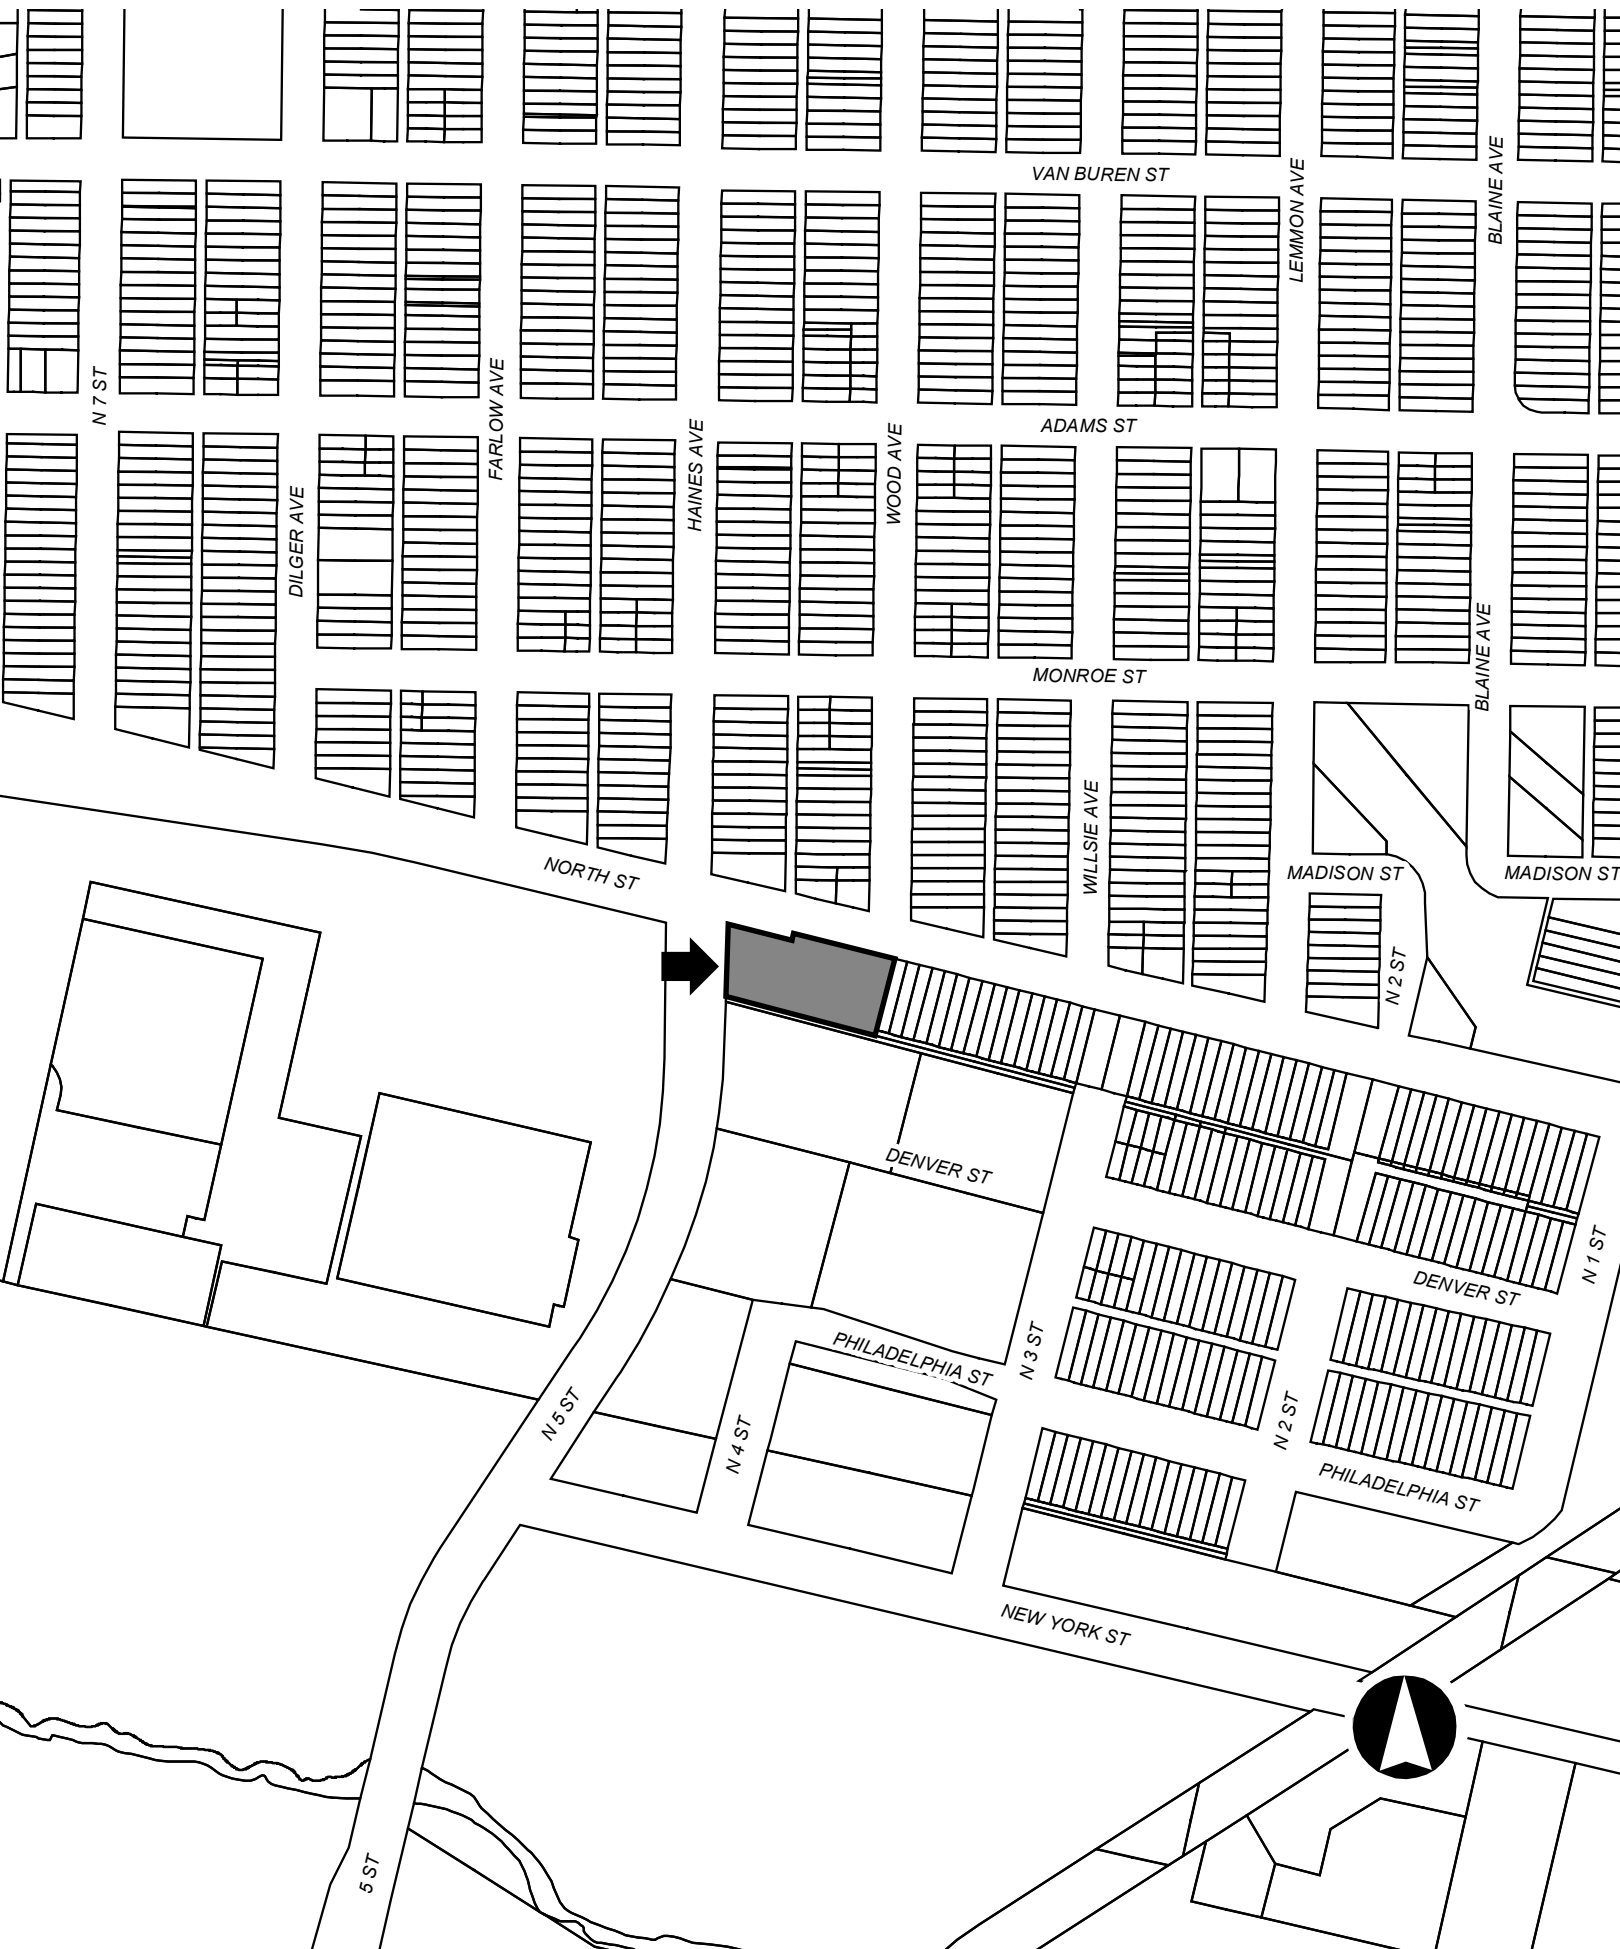 VAN BUREN ST
LEMMON AVE
BLAINE AVE
N 7 ST
FARLOW AVE
ADAMS ST
HAINES AVE
WOOD AVE
DILGER AVE
MONROE ST
BLAINE AVE
WILLSIE AVE
NORTH ST
MADISON ST
MADISON ST
N 2 ST
DENVER ST
N 1 ST
DENVER ST
PHILADELPHIA ST
N 3 ST
N 5 ST
N 4 ST
N 2 ST
PHILADELPHIA ST
NEW YORK ST
5 ST